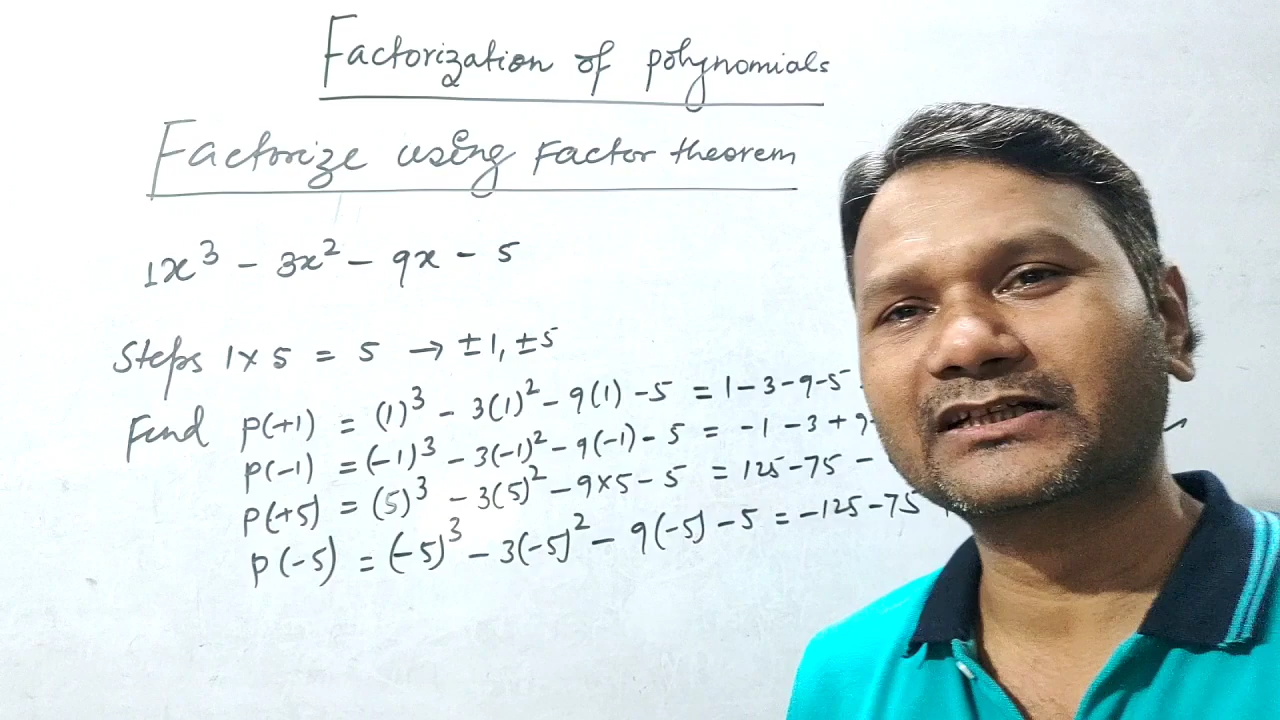 Factorization of polynomials
Factorize using Factor theorem
1x³ - 3x² - 9x - 5
Steps 1 × 5 = 5 → ±1, ±5
Find P(+1) = (1)³ - 3(1)² - 9(1) - 5 = 1 - 3 - 9 - 5
P(-1) = (-1)³ - 3(-1)² - 9(-1) - 5 = -1 - 3 + 9
P(+5) = (5)³ - 3(5)² - 9×5 - 5 = 125 - 75 -
P(-5) = (-5)³ - 3(-5)² - 9(-5) - 5 = -125 - 75